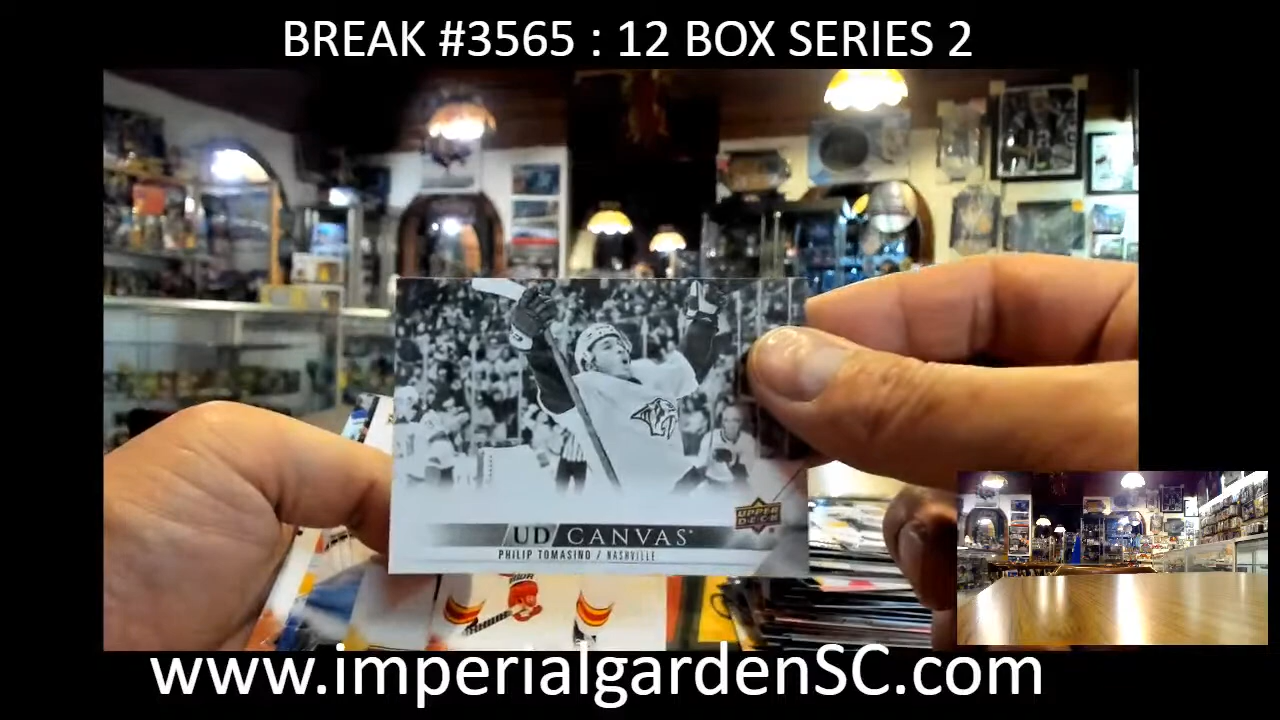 BREAK #3565 : 12 BOX SERIES 2
UPPER
DECK
UD CANVAS
PHILIP TOMASINO / NASHVILLE
www.imperialgardenSC.com